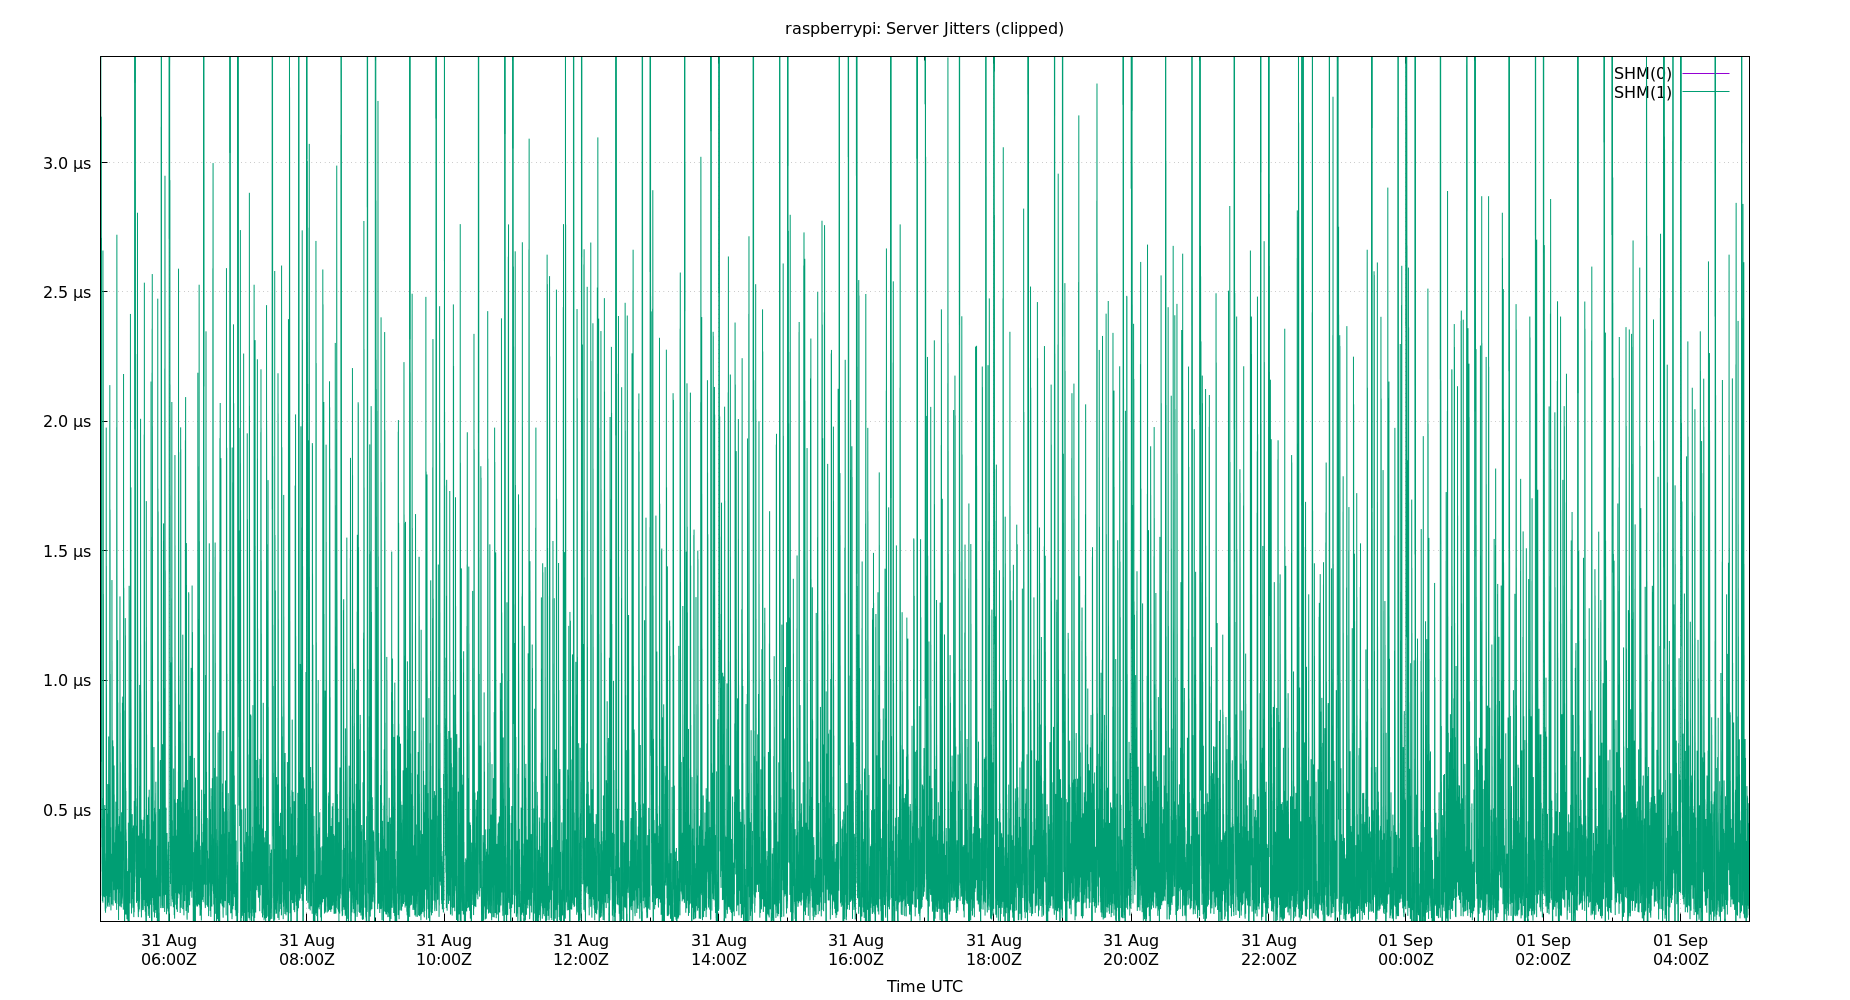 raspberrypi: Server Jitters (clipped)
SHM(0)
SHM(1)
3.0 µs
2.5 µs
2.0 µs
1.5 µs
1.0 µs
0.5 µs
31 Aug 31 Aug 31 Aug 31 Aug 31 Aug 31 Aug 31 Aug 31 Aug 31 Aug 01 Sep 01 Sep 01 Sep
06:00Z 08:00Z 10:00Z 12:00Z 14:00Z 16:00Z 18:00Z 20:00Z 22:00Z 00:00Z 02:00Z 04:00Z
Time UTC